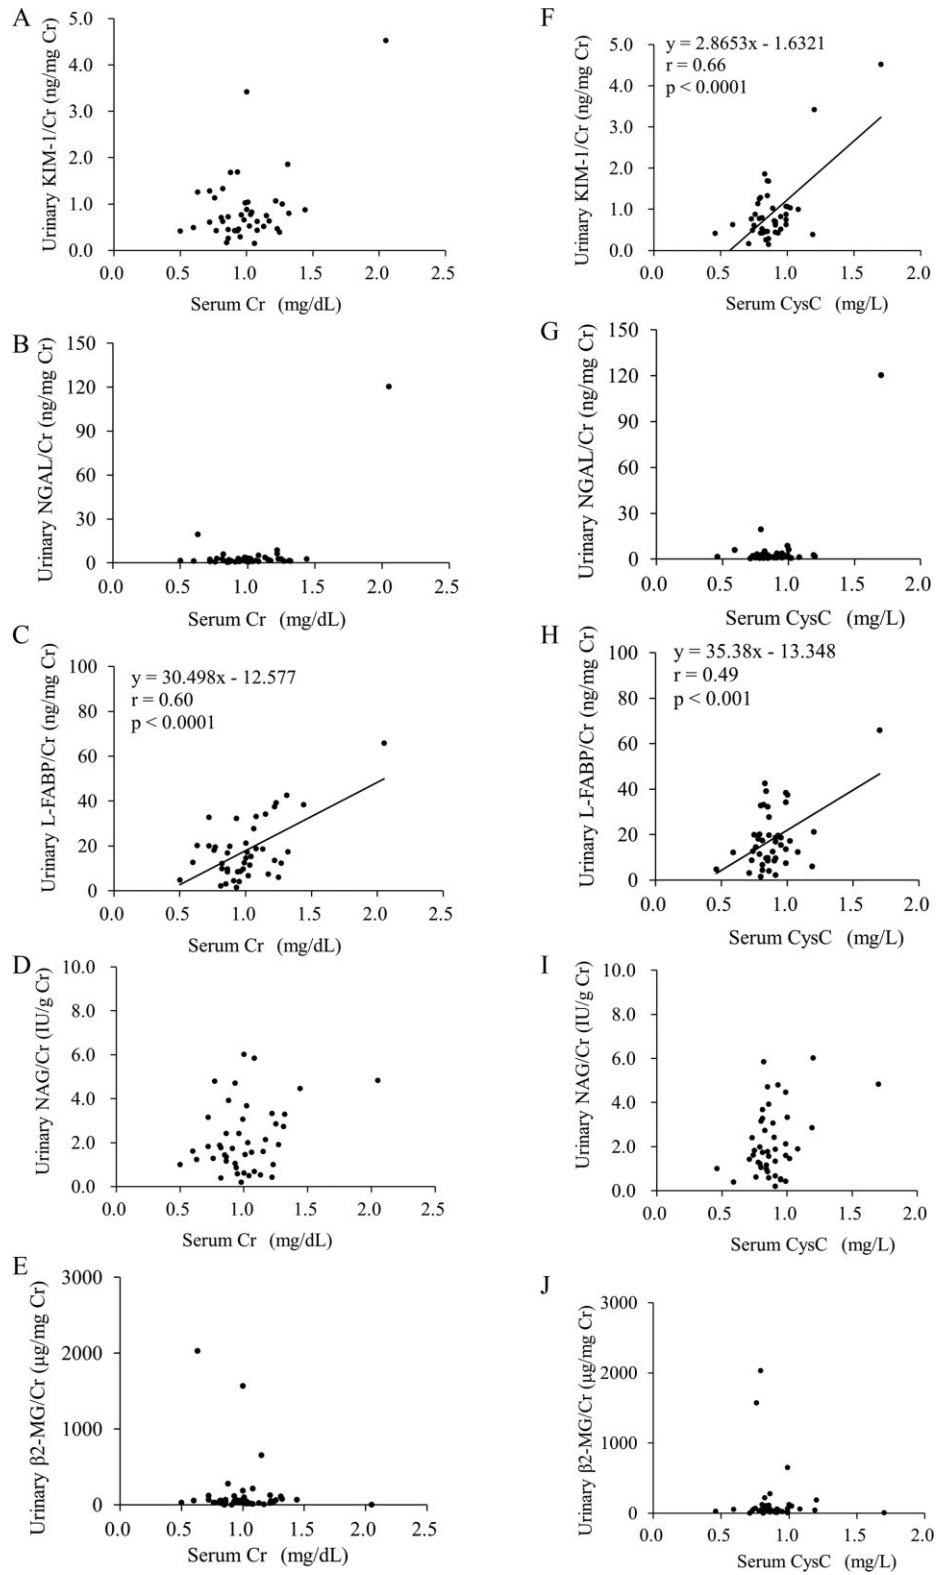 A
Urinary KIM-1/Cr (ng/mg Cr)
5.0
4.0
3.0
2.0
1.0
0.0
0.0 0.5 1.0 1.5 2.0 2.5
Serum Cr (mg/dL)
F
Urinary KIM-1/Cr (ng/mg Cr)
y = 2.8653x - 1.6321
r = 0.66
p < 0.0001
5.0
4.0
3.0
2.0
1.0
0.0
0.0 0.5 1.0 1.5 2.0
Serum CysC (mg/L)
B
Urinary NGAL/Cr (ng/mg Cr)
150
120
90
60
30
0
0.0 0.5 1.0 1.5 2.0 2.5
Serum Cr (mg/dL)
G
Urinary NGAL/Cr (ng/mg Cr)
150
120
90
60
30
0
0.0 0.5 1.0 1.5 2.0
Serum CysC (mg/L)
C
Urinary L-FABP/Cr (ng/mg Cr)
y = 30.498x - 12.577
r = 0.60
p < 0.0001
100
80
60
40
20
0
0.0 0.5 1.0 1.5 2.0 2.5
Serum Cr (mg/dL)
H
Urinary L-FABP/Cr (ng/mg Cr)
y = 35.38x - 13.348
r = 0.49
p < 0.001
100
80
60
40
20
0
0.0 0.5 1.0 1.5 2.0
Serum CysC (mg/L)
D
Urinary NAG/Cr (IU/g Cr)
10.0
8.0
6.0
4.0
2.0
0.0
0.0 0.5 1.0 1.5 2.0 2.5
Serum Cr (mg/dL)
I
Urinary NAG/Cr (IU/g Cr)
10.0
8.0
6.0
4.0
2.0
0.0
0.0 0.5 1.0 1.5 2.0
Serum CysC (mg/L)
E
Urinary β2-MG/Cr (μg/mg Cr)
3000
2000
1000
0
0.0 0.5 1.0 1.5 2.0 2.5
Serum Cr (mg/dL)
J
Urinary β2-MG/Cr (μg/mg Cr)
3000
2000
1000
0
0.0 0.5 1.0 1.5 2.0
Serum CysC (mg/L)